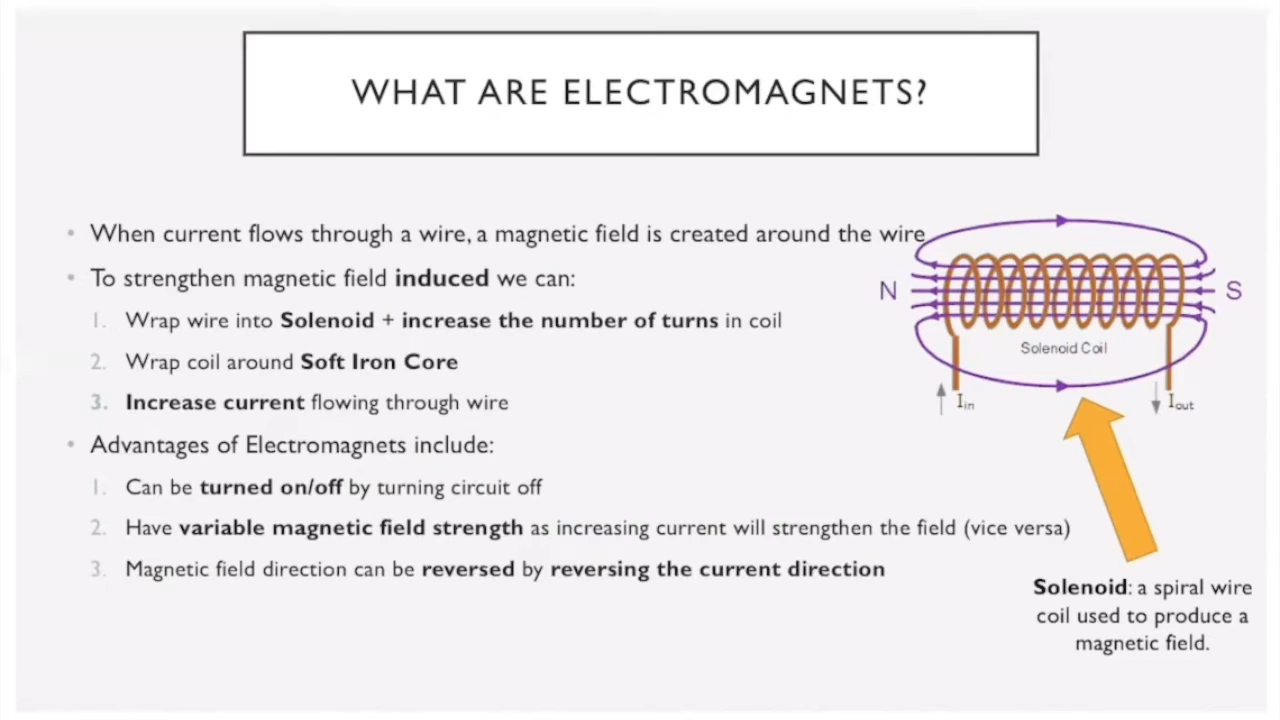 WHAT ARE ELECTROMAGNETS?
• When current flows through a wire, a magnetic field is created around the wire
• To strengthen magnetic field induced we can:
1. Wrap wire into Solenoid + increase the number of turns in coil
2. Wrap coil around Soft Iron Core
3. Increase current flowing through wire
• Advantages of Electromagnets include:
1. Can be turned on/off by turning circuit off
2. Have variable magnetic field strength as increasing current will strengthen the field (vice versa)
3. Magnetic field direction can be reversed by reversing the current direction
N
S
Solenoid Coil
Iin
Iout
Solenoid: a spiral wire
coil used to produce a
magnetic field.